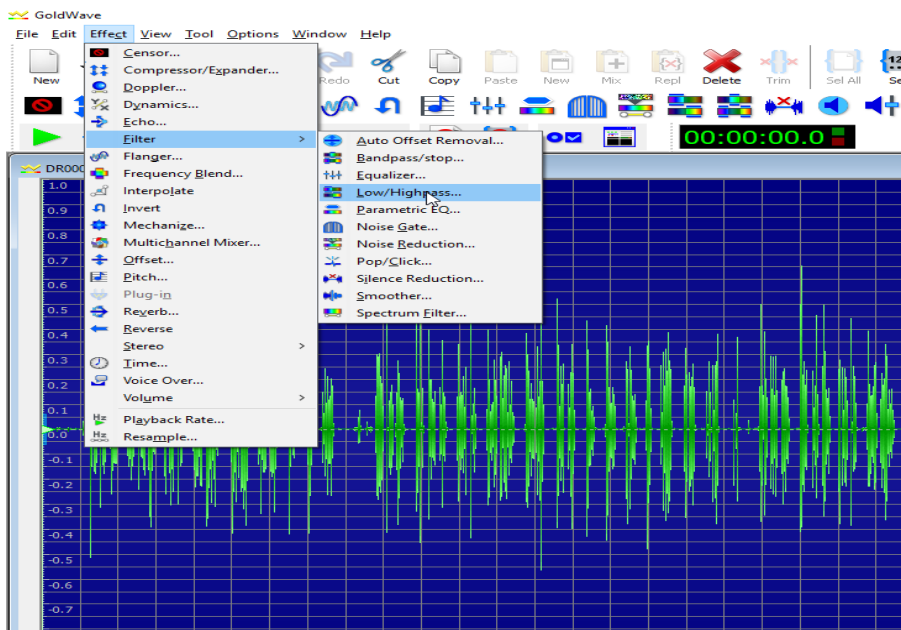 GoldWave
File Edit Effect View Tool Options Window Help
New Redo Cut Copy Paste New Mix Repl Delete Trim Sel All
00:00:00.0
Censor...
Compressor/Expander...
Doppler...
Dynamics...
Echo...
Filter >
Flanger...
Frequency Blend...
Interpolate
Invert
Mechanize...
Multichannel Mixer...
Offset...
Pitch...
Plug-in
Reverb...
Reverse
Stereo >
Time...
Voice Over...
Volume >
Hz Playback Rate...
Hz Resample...
Auto Offset Removal...
Bandpass/stop...
Equalizer...
Low/Highpass...
Parametric EQ...
Noise Gate...
Noise Reduction...
Pop/Click...
Silence Reduction...
Smoother...
Spectrum Filter...
DR000
1.0
0.9
0.8
0.7
0.6
0.5
0.4
0.3
0.2
0.1
0.0
-0.1
-0.2
-0.3
-0.4
-0.5
-0.6
-0.7